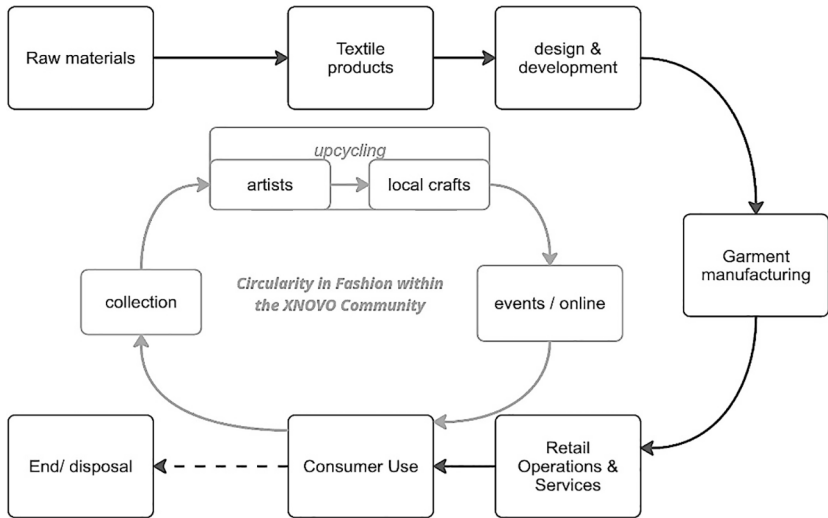 Raw materials
Textile
products
design &
development
upcycling
artists
local crafts
Garment
manufacturing
collection
Circularity in Fashion within
the XNOVO Community
events / online
End/ disposal
Consumer Use
Retail
Operations &
Services